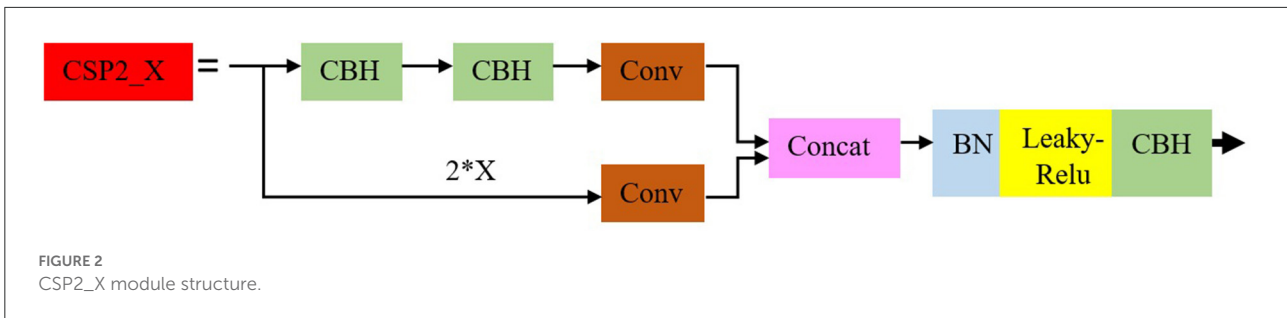 CSP2_X = CBH CBH Conv
Concat BN Leaky-Relu CBH
2*X Conv
FIGURE 2
CSP2_X module structure.